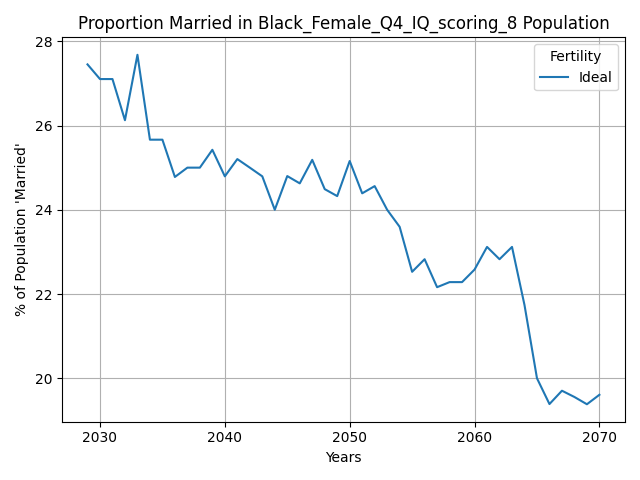 Proportion Married in Black_Female_Q4_IQ_scoring_8 Population
Fertility
Ideal
% of Population 'Married'
28
26
24
22
20
2030
2040
2050
2060
2070
Years